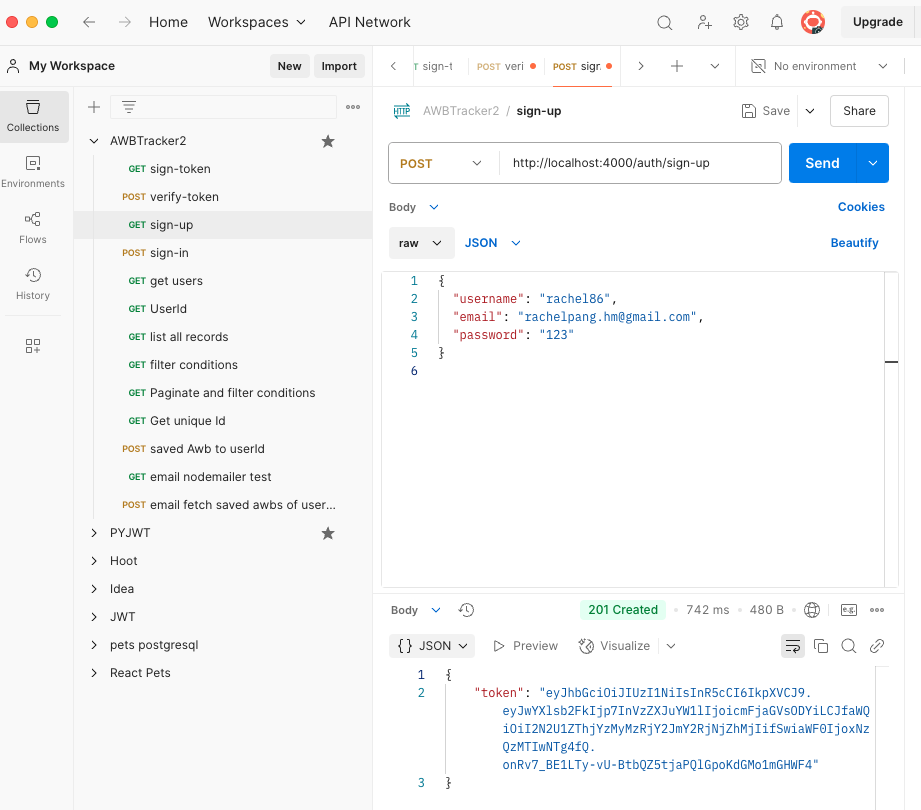 Home Workspaces API Network Upgrade
My Workspace New Import
sign-t POST veri POST sign No environment
Collections
Environments
Flows
History
AWBTracker2
GET sign-token
POST verify-token
GET sign-up
POST sign-in
GET get users
GET UserId
GET list all records
GET filter conditions
GET Paginate and filter conditions
GET Get unique Id
POST saved Awb to userId
GET email nodemailer test
POST email fetch saved awbs of user...
PYJWT
Hoot
Idea
JWT
pets postgresql
React Pets
HTTP AWBTracker2 / sign-up Save Share
POST http://localhost:4000/auth/sign-up Send
Body Cookies
raw JSON Beautify
1 {
2 "username": "rachel86",
3 "email": "rachelpang.hm@gmail.com",
4 "password": "123"
5 }
6
Body 201 Created • 742 ms • 480 B • e.g.
{} JSON Preview Visualize
1 {
2 "token": "eyJhbGciOiJIUzI1NiIsInR5cCI6IkpXVCJ9.
eyJwYXlsb2FkIjp7InVzZXJuYW1lIjoicmFjaGVsODYiLCJfaWQ
iOiI2N2U1ZThjYzMyMzRjY2JmY2RjNjZhMjIifSwiaWF0IjoxNz
QzMTIwNTg4fQ.
onRv7_BE1LTy-vU-BtbQZ5tjaPQlGpoKdGMo1mGHWF4"
3 }